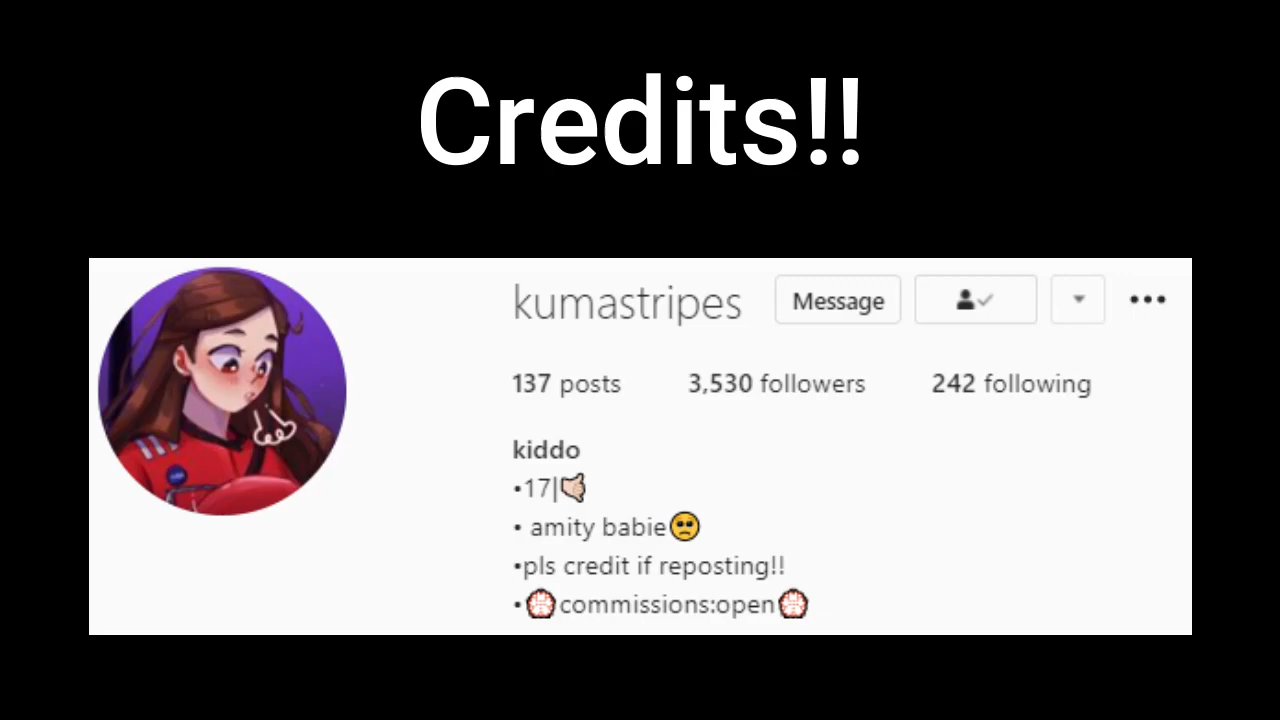 Credits!!
kumastripes Message
137 posts 3,530 followers 242 following
kiddo
•17|🤙🏻
• amity babie🥺
•pls credit if reposting!!
•💮commissions:open💮